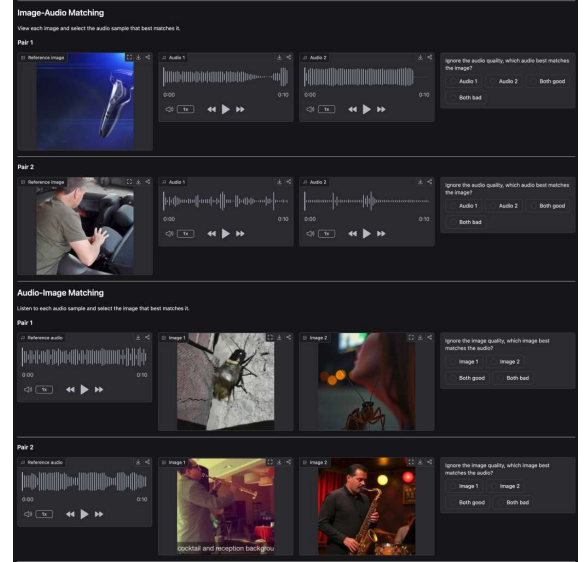 Image-Audio Matching
View each image and select the audio sample that best matches it.
Pair 1
Reference image
Audio 1
0:00
0:10
1x
Audio 2
0:00
0:10
1x
Ignore the audio quality, which audio best matches
the image?
Audio 1
Audio 2
Both good
Both bad
Pair 2
Reference image
Audio 1
0:00
0:10
1x
Audio 2
0:00
0:10
1x
Ignore the audio quality, which audio best matches
the image?
Audio 1
Audio 2
Both good
Both bad
Audio-Image Matching
Listen to each audio sample and select the image that best matches it.
Pair 1
Reference audio
0:00
0:10
1x
Image 1
Image 2
Ignore the image quality, which image best
matches the audio?
Image 1
Image 2
Both good
Both bad
Pair 2
Reference audio
0:00
0:10
1x
Image 1
cocktail and reception backgrou
Image 2
Ignore the image quality, which image best
matches the audio?
Image 1
Image 2
Both good
Both bad